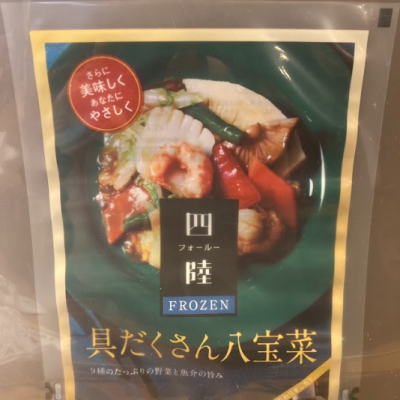 さらに
美味しく
あなたに
やさしく
四
フォールー
陸
FROZEN
具だくさん八宝菜
9種のたっぷりの野菜と魚介の旨み